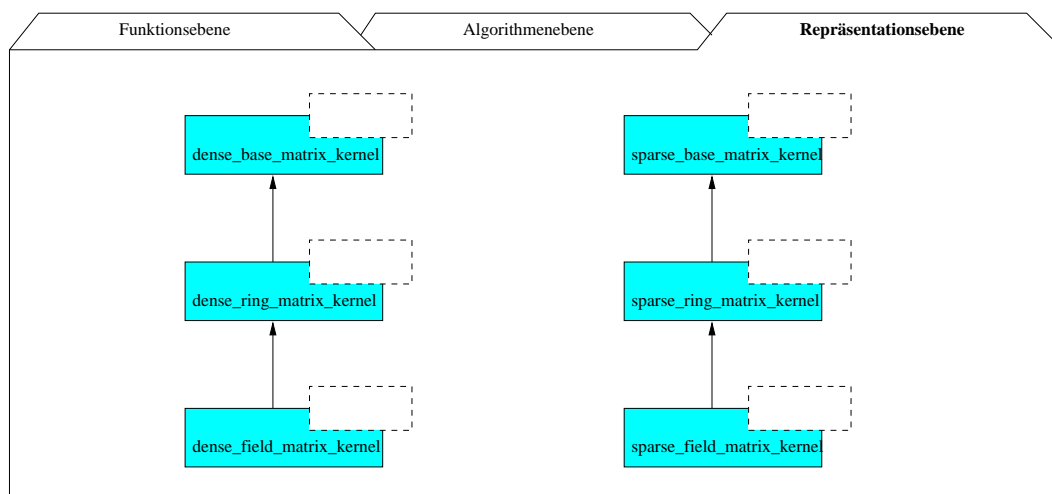 Funktionsebene
Algorithmenebene
Repräsentationsebene
dense_base_matrix_kernel
sparse_base_matrix_kernel
dense_ring_matrix_kernel
sparse_ring_matrix_kernel
dense_field_matrix_kernel
sparse_field_matrix_kernel